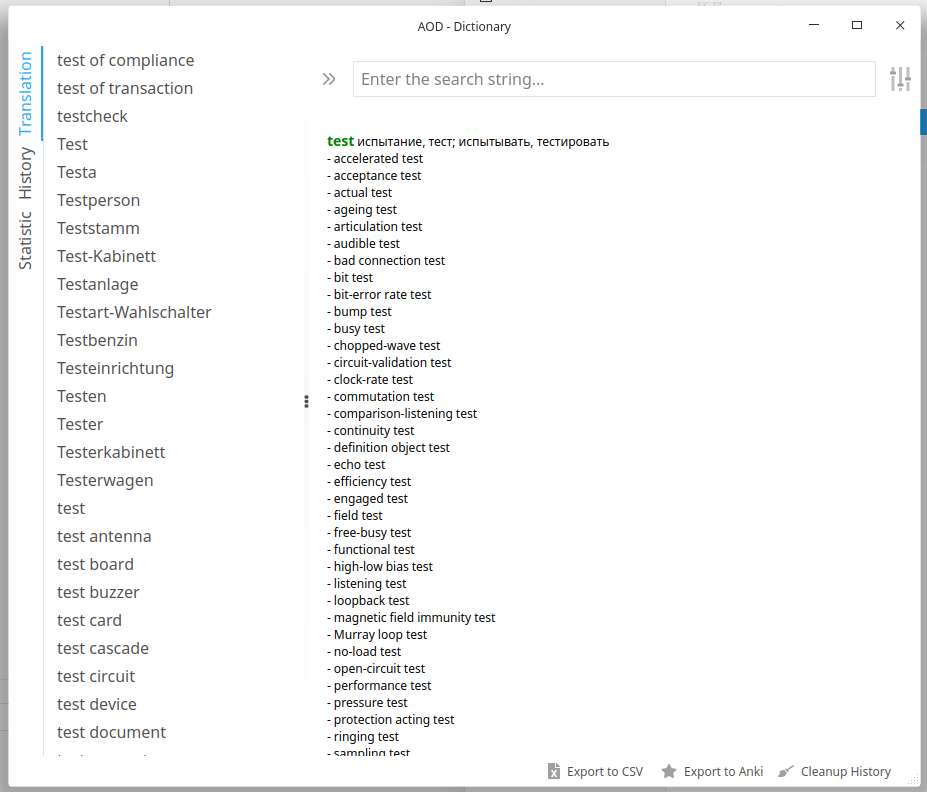 AOD - Dictionary
Translation
History
Statistic
test of compliance
test of transaction
testcheck
Test
Testa
Testperson
Teststamm
Test-Kabinett
Testanlage
Testart-Wahlschalter
Testbenzin
Testeinrichtung
Testen
Tester
Testerkabinett
Testerwagen
test
test antenna
test board
test buzzer
test card
test cascade
test circuit
test device
test document
Enter the search string...
test испытание, тест; испытывать, тестировать
- accelerated test
- acceptance test
- actual test
- ageing test
- articulation test
- audible test
- bad connection test
- bit test
- bit-error rate test
- bump test
- busy test
- chopped-wave test
- circuit-validation test
- clock-rate test
- commutation test
- comparison-listening test
- continuity test
- definition object test
- echo test
- efficiency test
- engaged test
- field test
- free-busy test
- functional test
- high-low bias test
- listening test
- loopback test
- magnetic field immunity test
- Murray loop test
- no-load test
- open-circuit test
- performance test
- pressure test
- protection acting test
- ringing test
- sampling test
Export to CSV
Export to Anki
Cleanup History